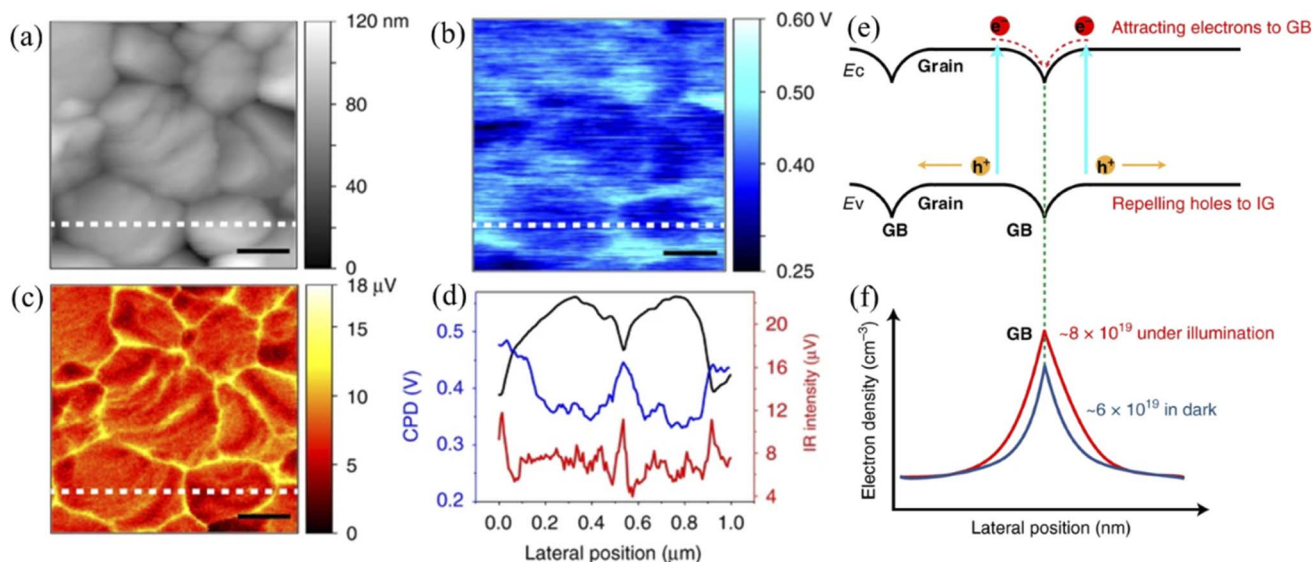 (a)
120 nm
80
40
0
(b)
0.60 V
0.50
0.40
0.25
(c)
18 μV
15
10
5
0
(d)
CPD (V)
0.5
0.4
0.3
0.2
IR intensity (μV)
20
16
12
8
4
0.0 0.2 0.4 0.6 0.8 1.0
Lateral position (μm)
(e)
e⁻ e⁻ Attracting electrons to GB
Ec Grain
h⁺ h⁺
Ev Grain Repelling holes to IG
GB GB
(f)
Electron density (cm⁻³)
GB ~8 × 10¹⁹ under illumination
~6 × 10¹⁹ in dark
Lateral position (nm)